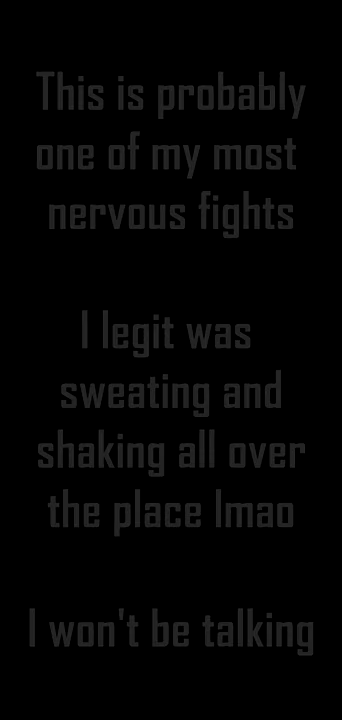 This is probably
one of my most
nervous fights
I legit was
sweating and
shaking all over
the place lmao
I won't be talking